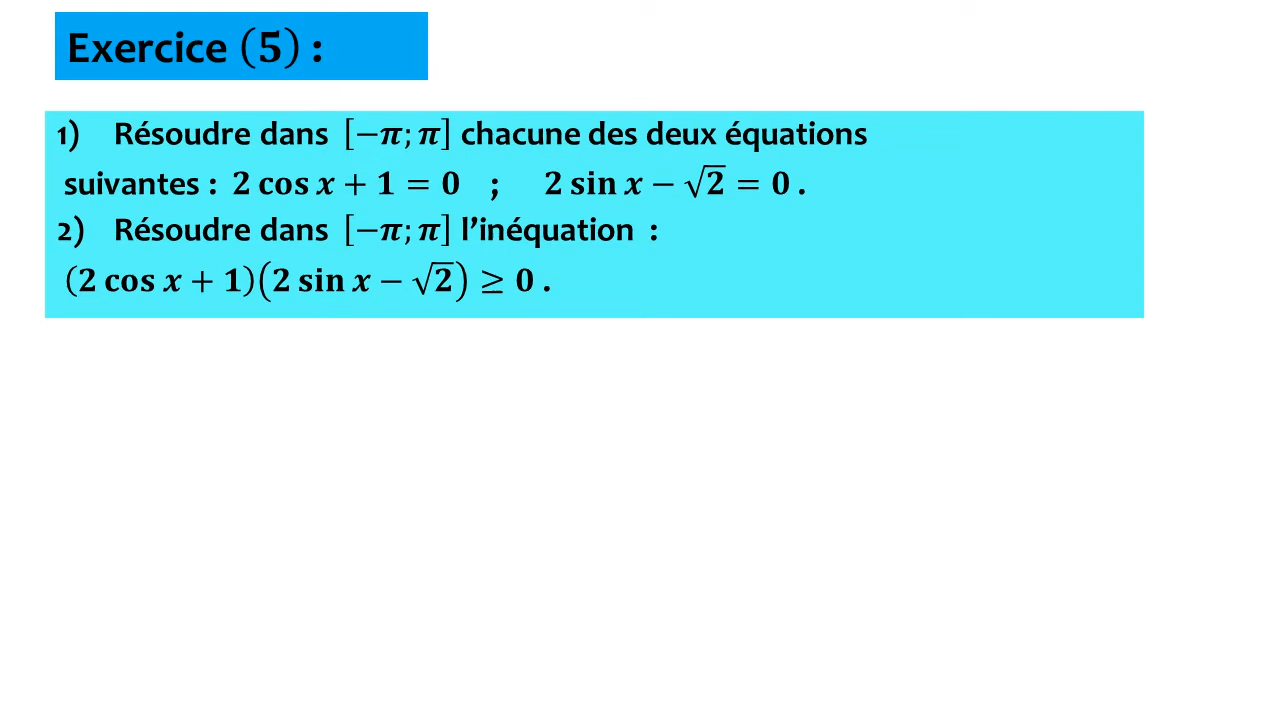 Exercice (5) :
1) Résoudre dans [−π; π] chacune des deux équations
suivantes : 2 cos x + 1 = 0 ; 2 sin x − √2 = 0 .
2) Résoudre dans [−π; π] l’inéquation :
(2 cos x + 1)(2 sin x − √2) ≥ 0 .